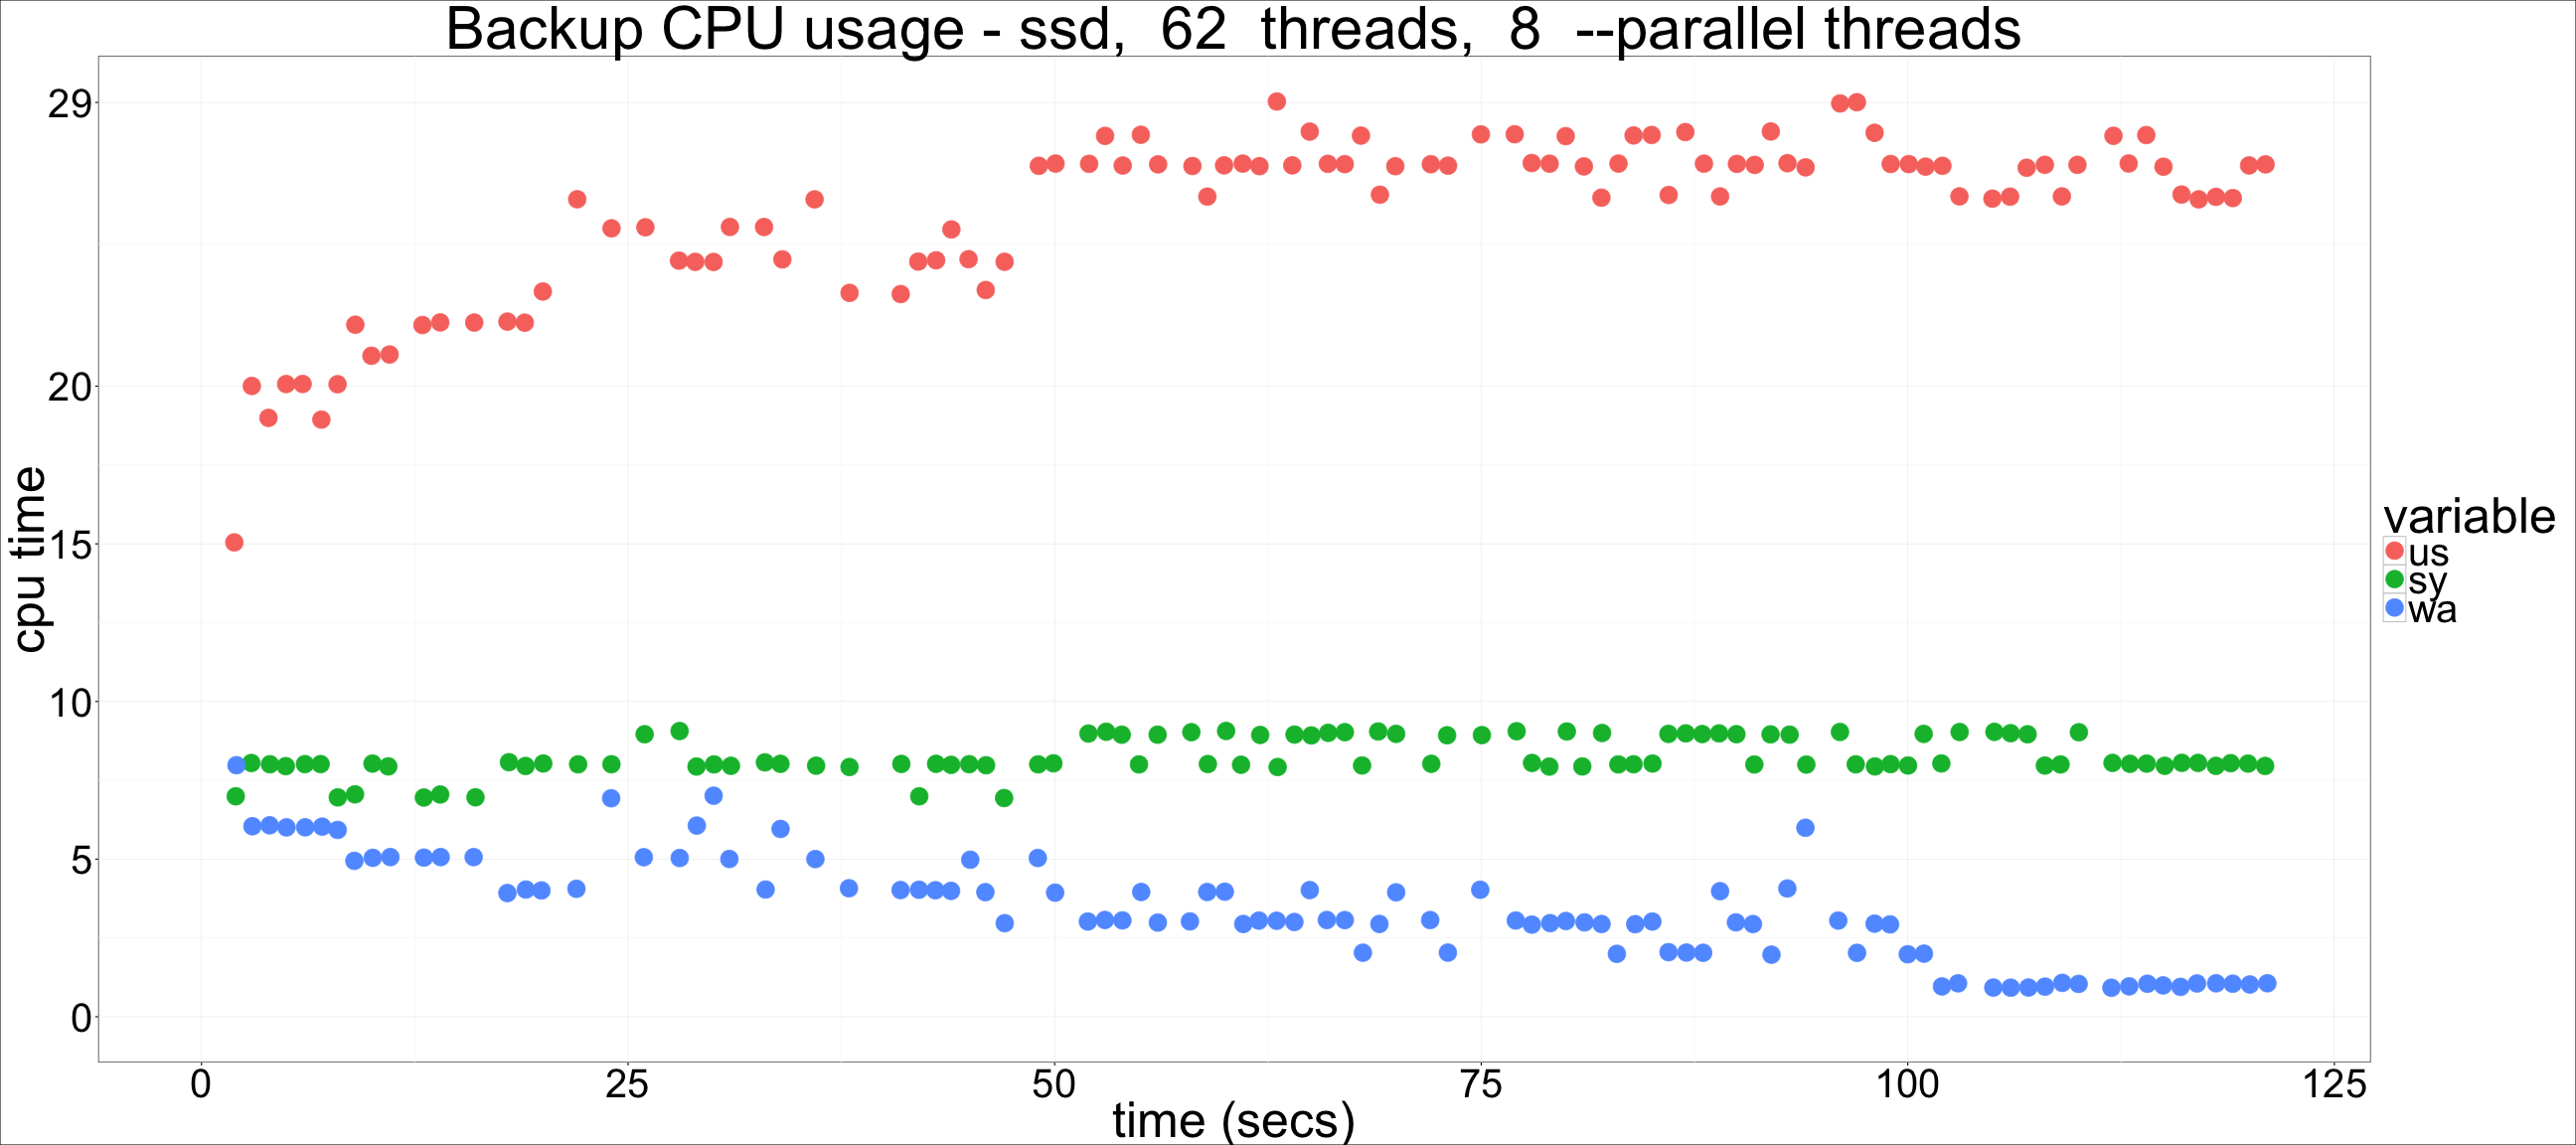 Backup CPU usage - ssd,  62  threads,  8  --parallel threads
29
20
15
10
5
0
cpu time
0 25 50 75 100 125
time (secs)
variable
us
sy
wa